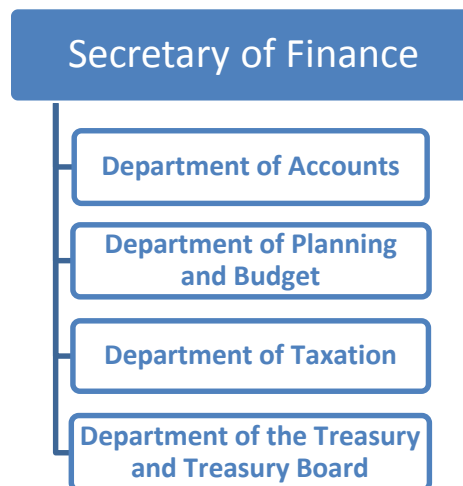 Secretary of Finance
Department of Accounts
Department of Planning
and Budget
Department of Taxation
Department of the Treasury
and Treasury Board